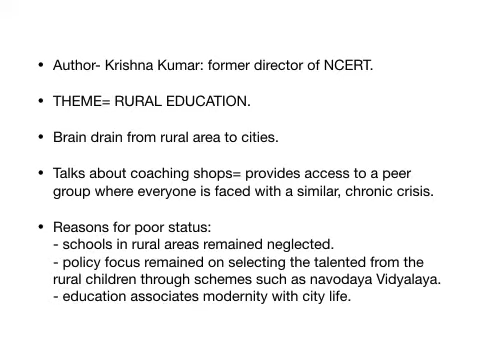 • Author- Krishna Kumar: former director of NCERT.
• THEME= RURAL EDUCATION.
• Brain drain from rural area to cities.
• Talks about coaching shops= provides access to a peer
group where everyone is faced with a similar, chronic crisis.
• Reasons for poor status:
- schools in rural areas remained neglected.
- policy focus remained on selecting the talented from the
rural children through schemes such as navodaya Vidyalaya.
- education associates modernity with city life.